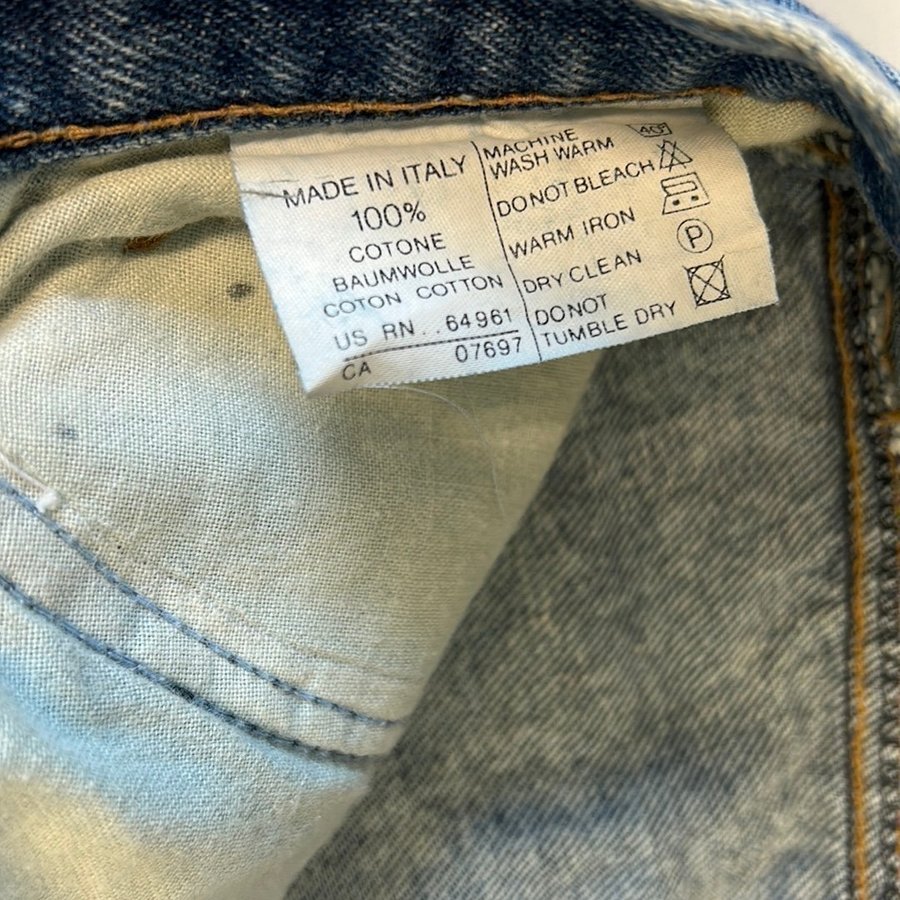 MADE IN ITALY
100%
COTONE
BAUMWOLLE
COTON COTTON
US RN..64961
CA 07697
MACHINE
WASH WARM
40°
DO NOT BLEACH
WARM IRON
DRY CLEAN
P
DO NOT
TUMBLE DRY